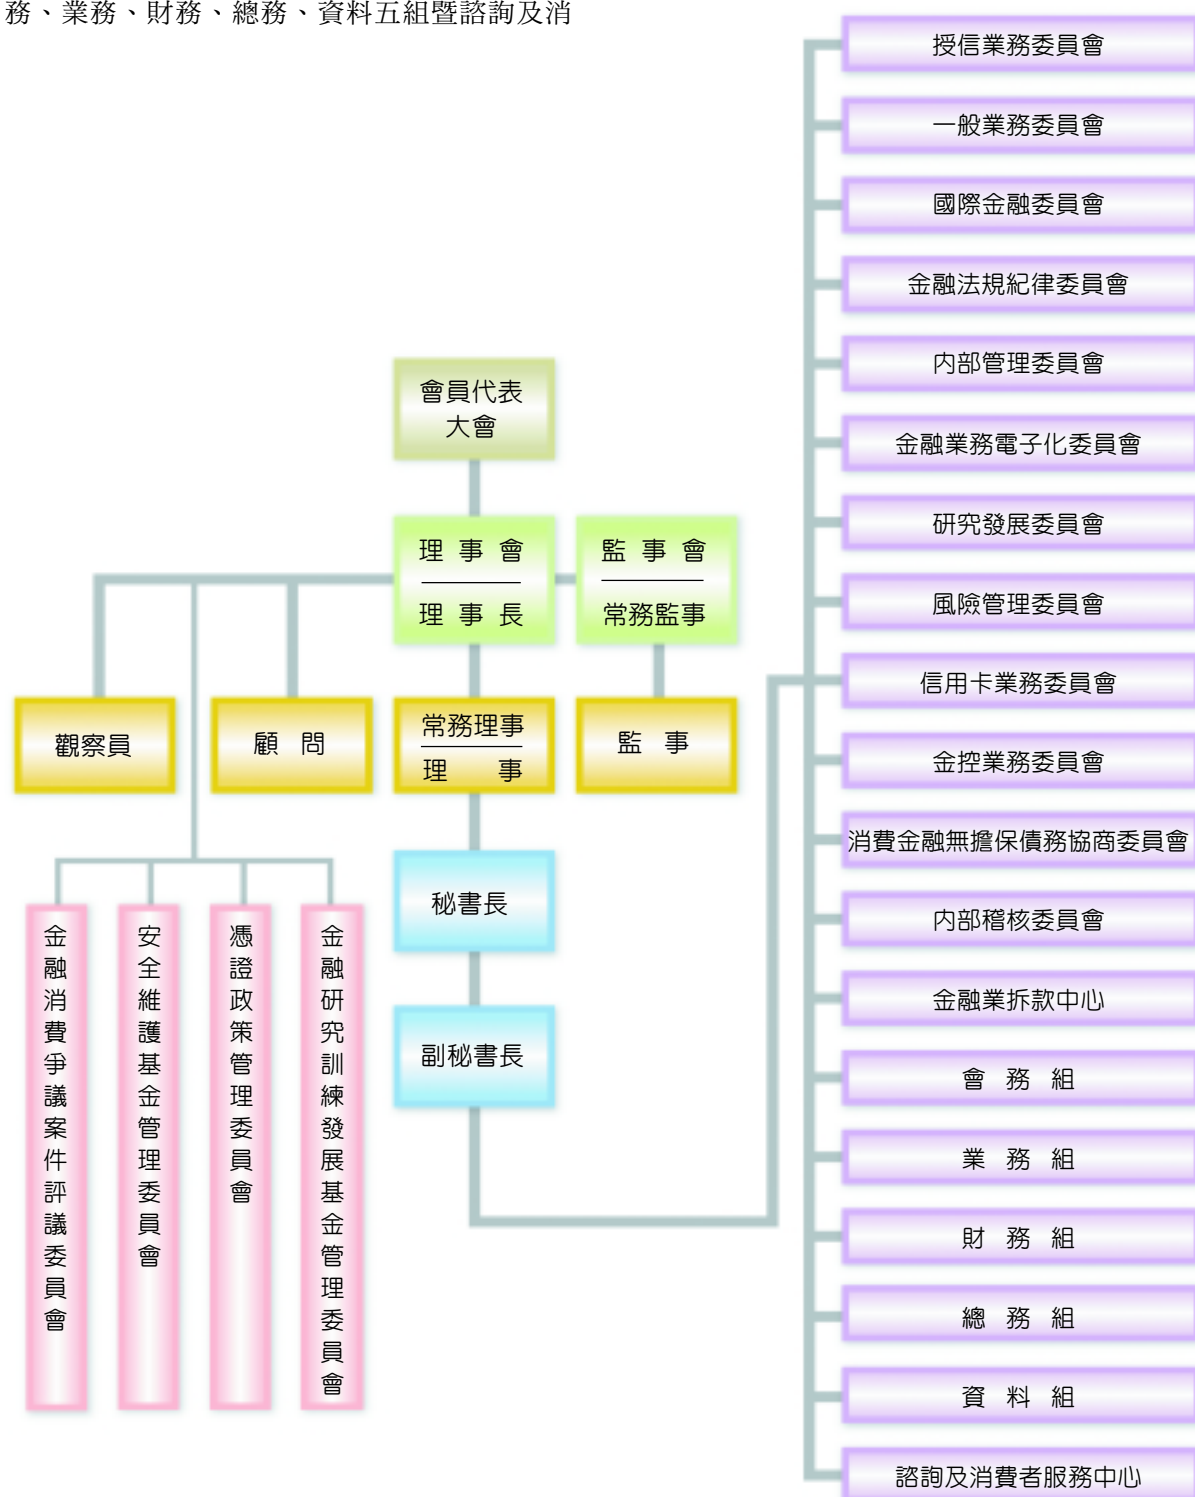 務、業務、財務、總務、資料五組暨諮詢及消
會員代表
大會
理事會
理事長
監事會
常務監事
觀察員
顧問
常務理事
理事
監事
秘書長
副秘書長
金融消費爭議案件評議委員會
安全維護基金管理委員會
憑證政策管理委員會
金融研究訓練發展基金管理委員會
授信業務委員會
一般業務委員會
國際金融委員會
金融法規紀律委員會
內部管理委員會
金融業務電子化委員會
研究發展委員會
風險管理委員會
信用卡業務委員會
金控業務委員會
消費金融無擔保債務協商委員會
內部稽核委員會
金融業拆款中心
會務組
業務組
財務組
總務組
資料組
諮詢及消費者服務中心